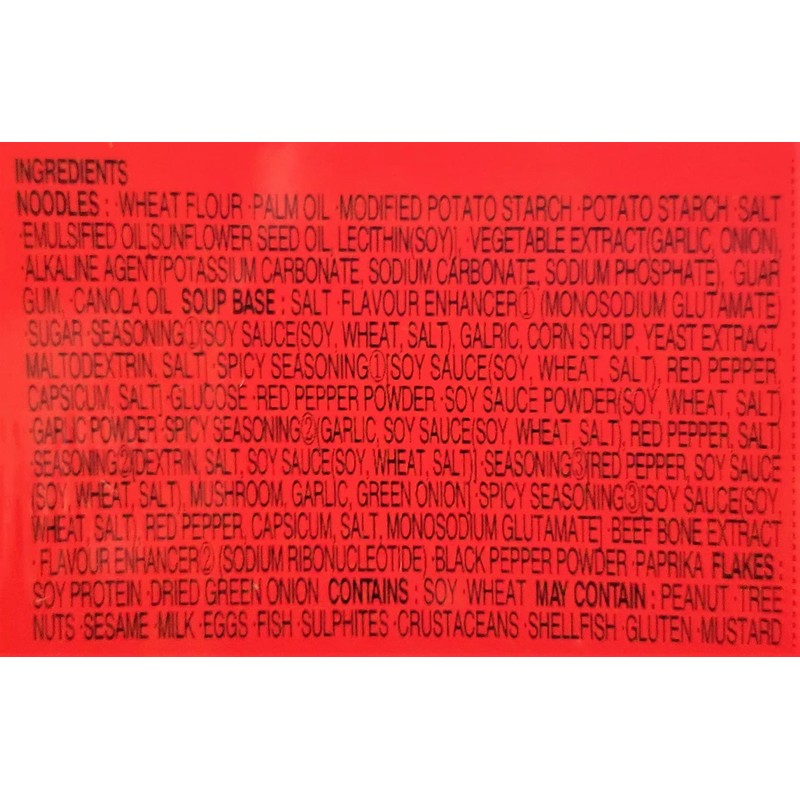 INGREDIENTS
NOODLES : ·WHEAT FLOUR ·PALM OIL ·MODIFIED POTATO STARCH ·POTATO STARCH ·SALT
·EMULSIFIED OIL[SUNFLOWER SEED OIL, LECITHIN(SOY)], ·VEGETABLE EXTRACT(GARLIC, ONION),
·ALKALINE AGENT(POTASSIUM CARBONATE, SODIUM CARBONATE, SODIUM PHOSPHATE), ·GUAR
GUM, ·CANOLA OIL SOUP BASE : SALT ·FLAVOUR ENHANCER① (MONOSODIUM GLUTAMATE)
·SUGAR ·SEASONING①[SOY SAUCE(SOY, WHEAT, SALT), GALRIC, CORN SYRUP, YEAST EXTRACT,
MALTODEXTRIN, SALT] ·SPICY SEASONING①[SOY SAUCE(SOY, WHEAT, SALT), RED PEPPER,
CAPSICUM, SALT] ·GLUCOSE ·RED PEPPER POWDER ·SOY SAUCE POWDER(SOY, WHEAT, SALT)
·GARLIC POWDER ·SPICY SEASONING②[GARLIC, SOY SAUCE(SOY, WHEAT, SALT), RED PEPPER, SALT]
·SEASONING②[DEXTRIN, SALT, SOY SAUCE(SOY, WHEAT, SALT)] ·SEASONING③[RED PEPPER, SOY SAUCE
(SOY, WHEAT, SALT), MUSHROOM, GARLIC, GREEN ONION] ·SPICY SEASONING③[SOY SAUCE(SOY,
WHEAT, SALT), RED PEPPER, CAPSICUM, SALT, MONOSODIUM GLUTAMATE] ·BEEF BONE EXTRACT
·FLAVOUR ENHANCER② (SODIUM RIBONUCLEOTIDE) ·BLACK PEPPER POWDER ·PAPRIKA FLAKES :
SOY PROTEIN ·DRIED GREEN ONION CONTAINS : SOY ·WHEAT MAY CONTAIN : PEANUT ·TREE
NUTS ·SESAME ·MILK ·EGGS ·FISH ·SULPHITES ·CRUSTACEANS ·SHELLFISH ·GLUTEN ·MUSTARD